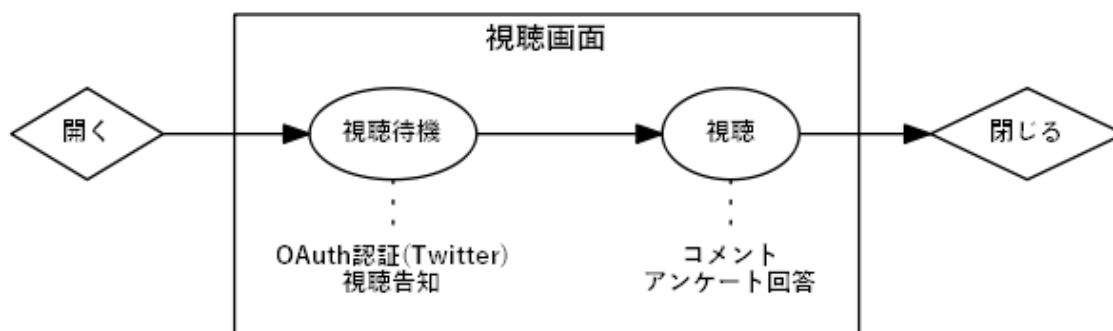 視聴画面
開く
視聴待機
視聴
閉じる
OAuth認証(Twitter)
視聴告知
コメント
アンケート回答